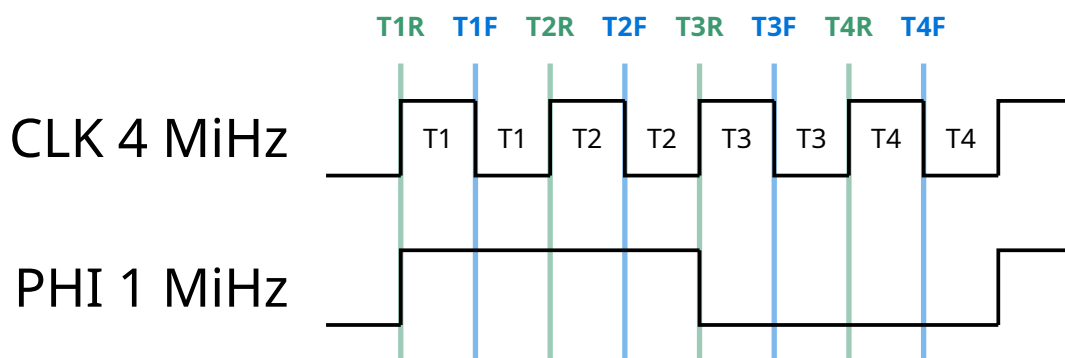 T1R T1F T2R T2F T3R T3F T4R T4F
CLK 4 MiHz T1 T1 T2 T2 T3 T3 T4 T4
PHI 1 MiHz